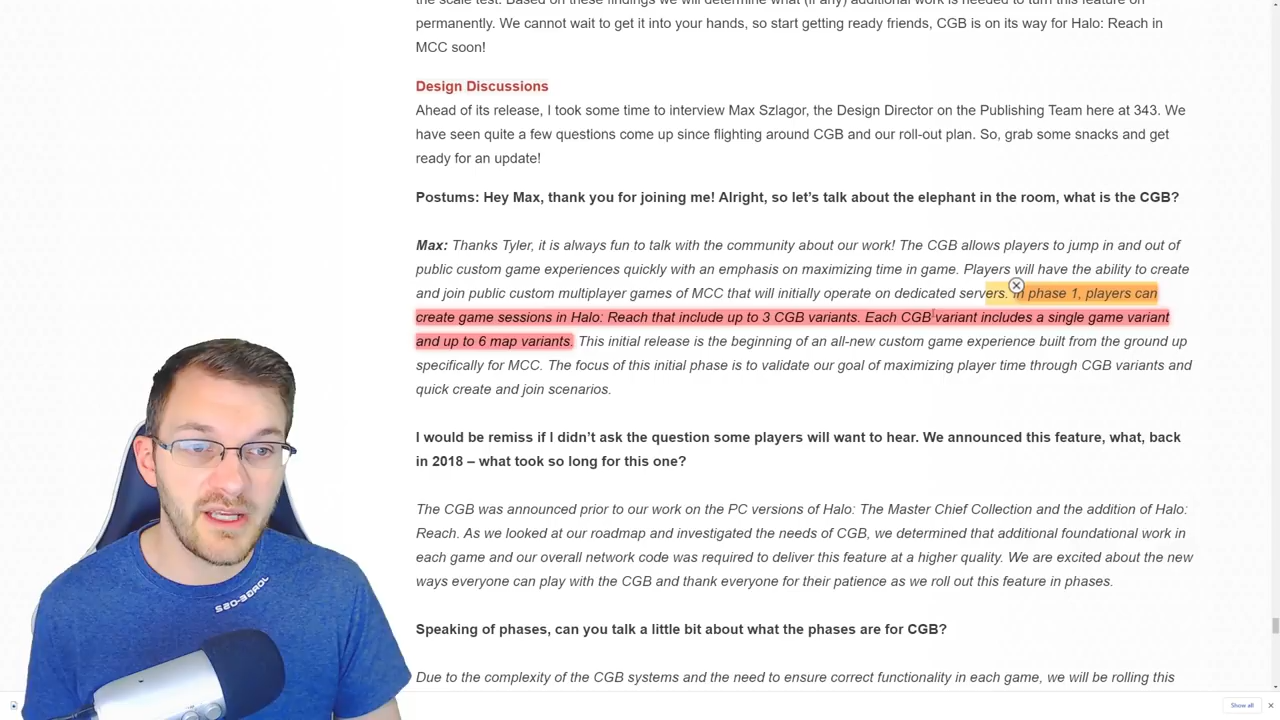 the scale test. Based on these findings we will determine what (if any) additional work is needed to turn this feature on
permanently. We cannot wait to get it into your hands, so start getting ready friends, CGB is on its way for Halo: Reach in
MCC soon!
Design Discussions
Ahead of its release, I took some time to interview Max Szlagor, the Design Director on the Publishing Team here at 343. We
have seen quite a few questions come up since flighting around CGB and our roll-out plan. So, grab some snacks and get
ready for an update!
Postums: Hey Max, thank you for joining me! Alright, so let's talk about the elephant in the room, what is the CGB?
Max: Thanks Tyler, it is always fun to talk with the community about our work! The CGB allows players to jump in and out of
public custom game experiences quickly with an emphasis on maximizing time in game. Players will have the ability to create
and join public custom multiplayer games of MCC that will initially operate on dedicated servers. In phase 1, players can
create game sessions in Halo: Reach that include up to 3 CGB variants. Each CGB variant includes a single game variant
and up to 6 map variants. This initial release is the beginning of an all-new custom game experience built from the ground up
specifically for MCC. The focus of this initial phase is to validate our goal of maximizing player time through CGB variants and
quick create and join scenarios.
I would be remiss if I didn't ask the question some players will want to hear. We announced this feature, what, back
in 2018 – what took so long for this one?
The CGB was announced prior to our work on the PC versions of Halo: The Master Chief Collection and the addition of Halo:
Reach. As we looked at our roadmap and investigated the needs of CGB, we determined that additional foundational work in
each game and our overall network code was required to deliver this feature at a higher quality. We are excited about the new
ways everyone can play with the CGB and thank everyone for their patience as we roll out this feature in phases.
Speaking of phases, can you talk a little bit about what the phases are for CGB?
Due to the complexity of the CGB systems and the need to ensure correct functionality in each game, we will be rolling this
Show all